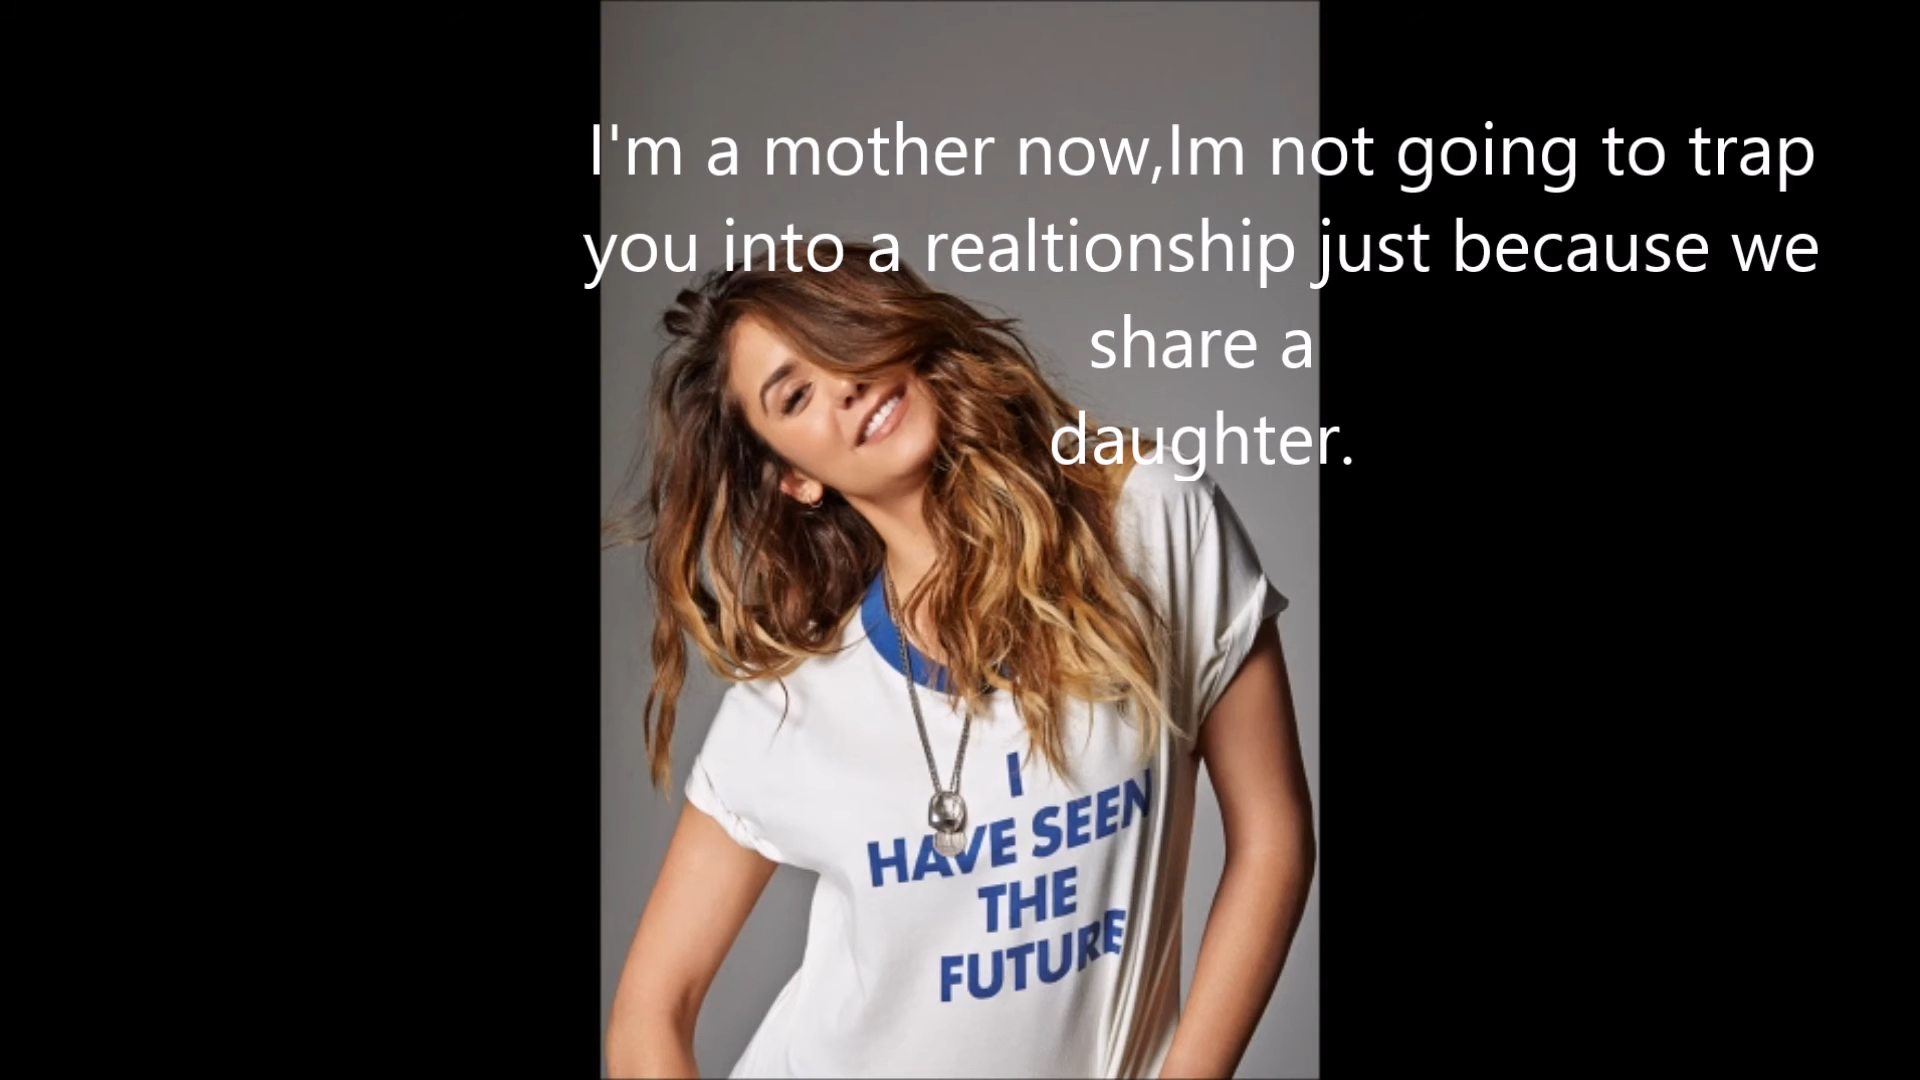 I'm a mother now,Im not going to trap
you into a realtionship just because we
share a
daughter.
I
HAVE SEEN
THE
FUTURE